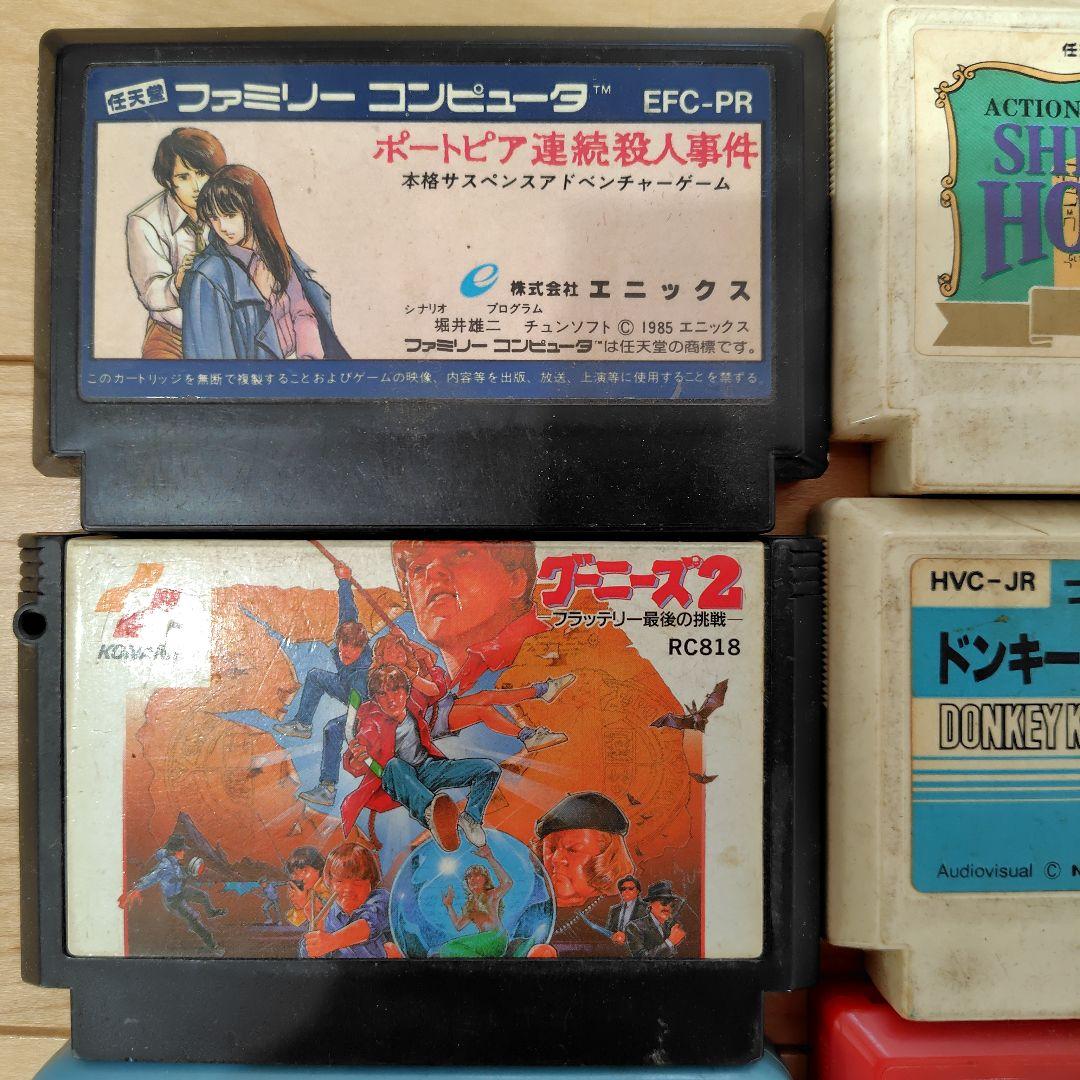 任天堂 ファミリー コンピュータ™ EFC-PR
ポートピア連続殺人事件
本格サスペンスアドベンチャーゲーム
e 株式会社 エニックス
シナリオ プログラム
堀井雄二 チュンソフト © 1985 エニックス
ファミリー コンピュータ™は任天堂の商標です。
このカートリッジを無断で複製することおよびゲームの映像、内容等を出版、放送、上演等に使用することを禁ずる。
ACTION
SH
HO
KONAMI
グーニーズ2
ーフラッテリー最後の挑戦ー
RC818
HVC-JR
ドンキー
DONKEY K
Audiovisual ©